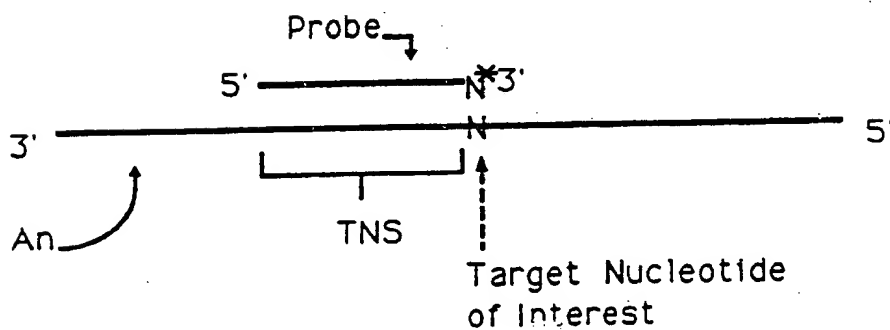 Probe
5' N*3'
3' N 5'
An
TNS
Target Nucleotide
of Interest